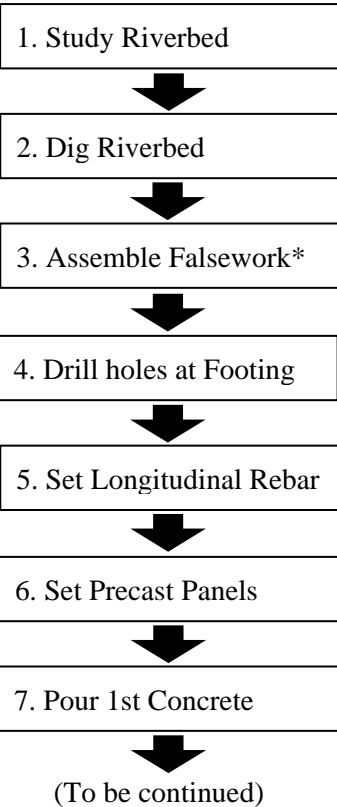 1. Study Riverbed
2. Dig Riverbed
3. Assemble Falsework*
4. Drill holes at Footing
5. Set Longitudinal Rebar
6. Set Precast Panels
7. Pour 1st Concrete
(To be continued)